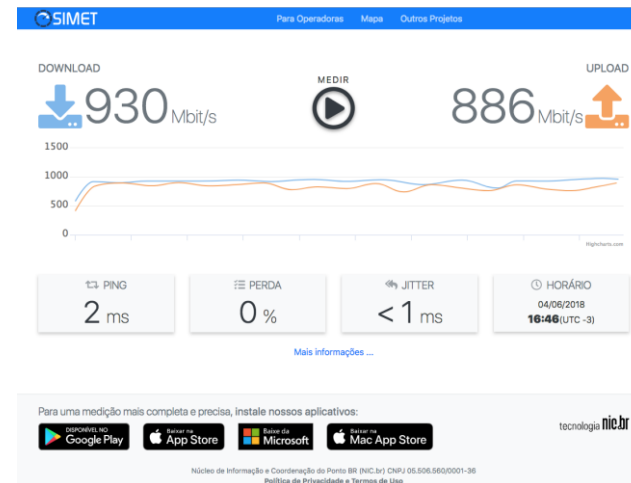 SIMET
Para Operadoras Mapa Outros Projetos
DOWNLOAD
MEDIR
UPLOAD
930 Mbit/s
886 Mbit/s
1500
1000
500
0
Highcharts.com
PING
2 ms
PERDA
0 %
JITTER
< 1 ms
HORÁRIO
04/06/2018
16:46(UTC -3)
Mais informações ...
Para uma medição mais completa e precisa, instale nossos aplicativos:
DISPONÍVEL NO
Google Play
Baixar na
App Store
Baixe da
Microsoft
Baixar na
Mac App Store
tecnologia nic.br
Núcleo de Informação e Coordenação do Ponto BR (NIC.br) CNPJ 05.506.560/0001-36
Política de Privacidade e Termos de Uso